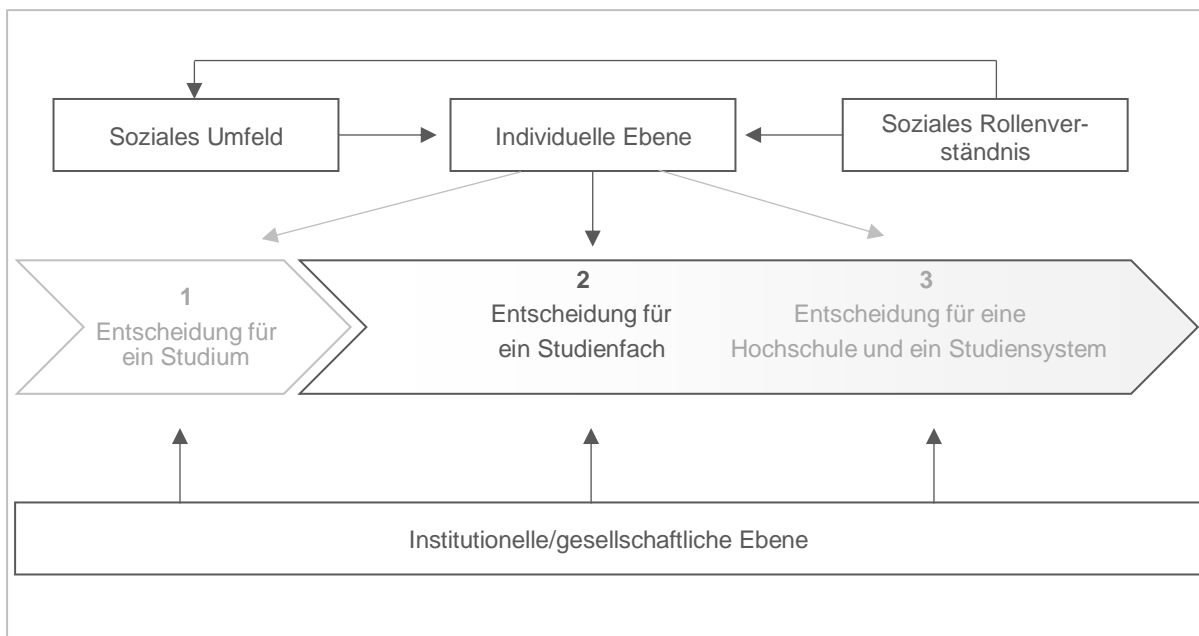 Soziales Umfeld
Individuelle Ebene
Soziales Rollenver-
ständnis
1
Entscheidung für
ein Studium
2
Entscheidung für
ein Studienfach
3
Entscheidung für eine
Hochschule und ein Studiensystem
Institutionelle/gesellschaftliche Ebene